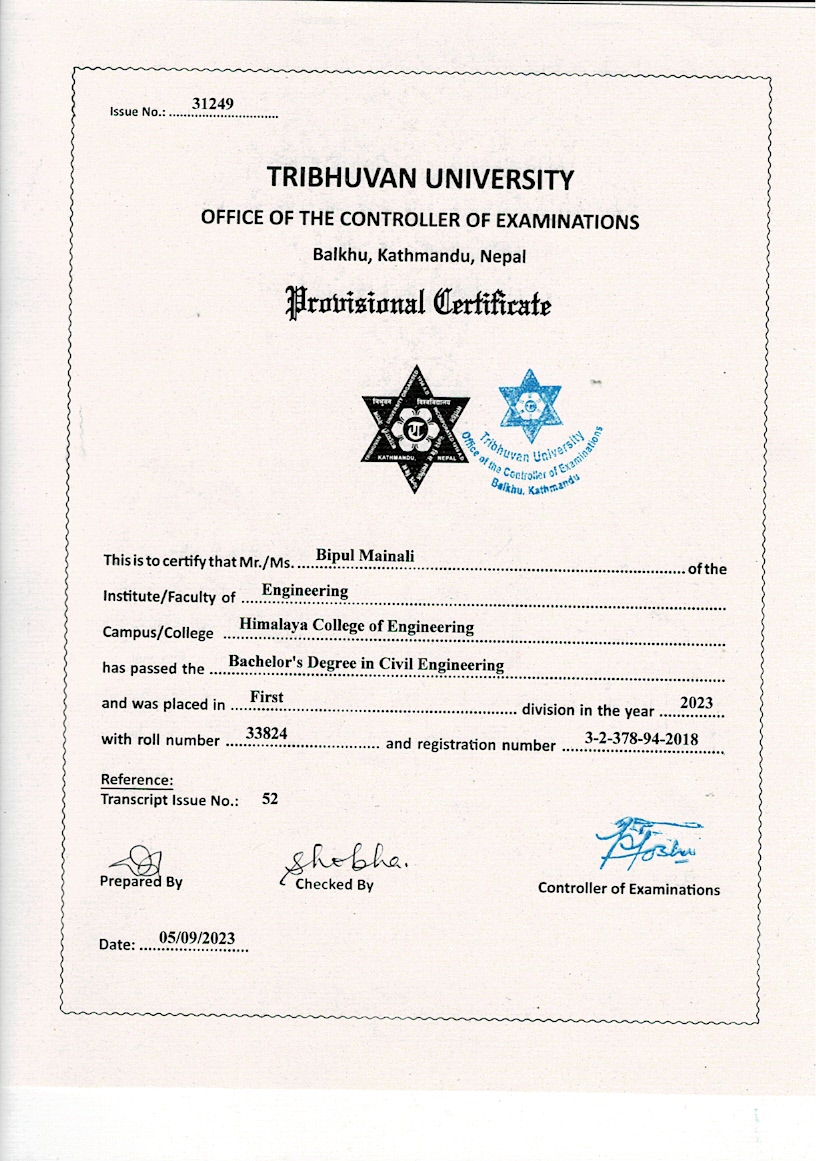 Issue No.: 31249
TRIBHUVAN UNIVERSITY
OFFICE OF THE CONTROLLER OF EXAMINATIONS
Balkhu, Kathmandu, Nepal
Provisional Certificate
त्रिभुवन विश्वविद्यालय
KATHMANDU, NEPAL
Tribhuvan University
Office of the Controller of Examinations
Balkhu, Kathmandu
This is to certify that Mr./Ms. Bipul Mainali of the
Institute/Faculty of Engineering
Campus/College Himalaya College of Engineering
has passed the Bachelor's Degree in Civil Engineering
and was placed in First division in the year 2023
with roll number 33824 and registration number 3-2-378-94-2018
Reference:
Transcript Issue No.: 52
Shobha.
Prepared By Checked By
Controller of Examinations
Date: 05/09/2023